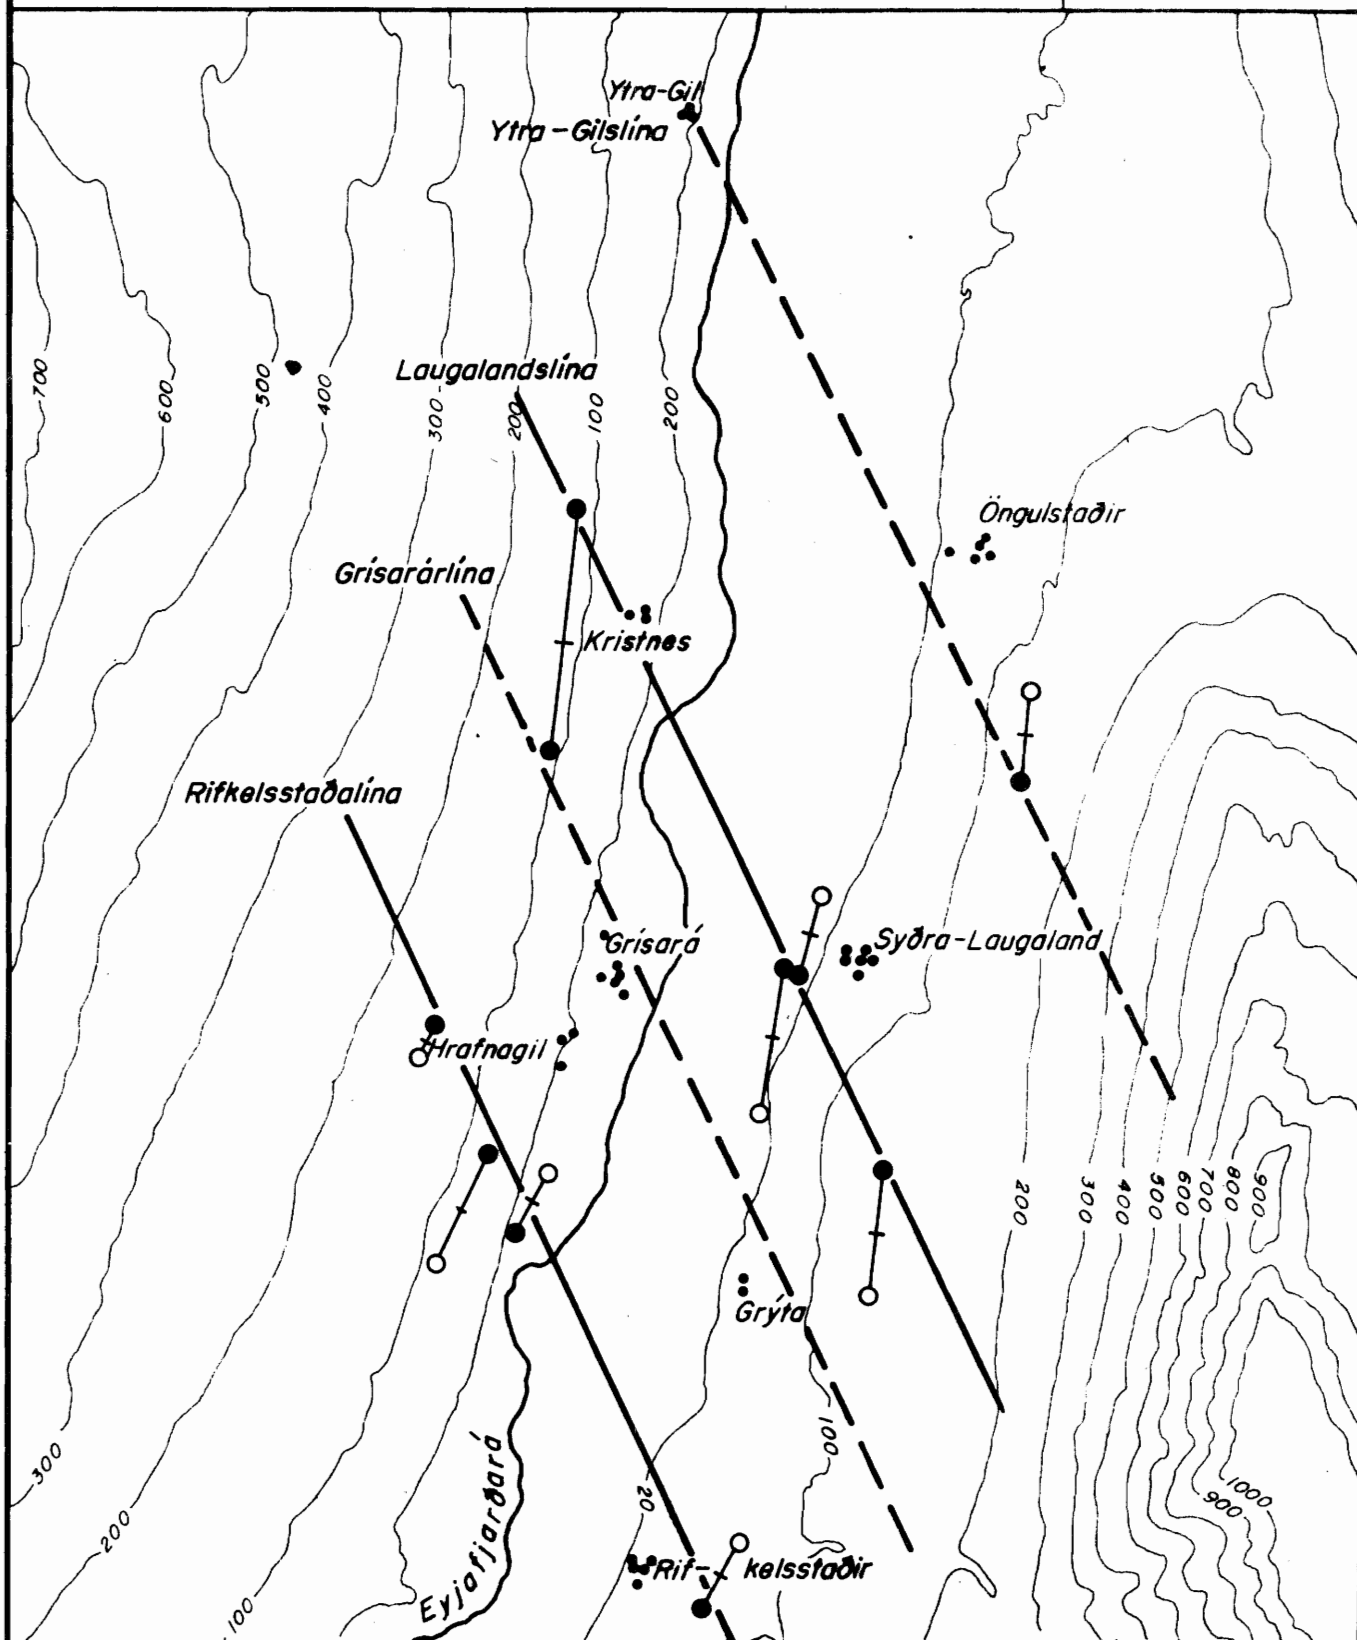 Ytra-Gil
Ytra-Gilslína
Laugalandslína
700
600
500
400
300
200
100
200
Öngulstaðir
Grísarárlína
Kristnes
Rifkelsstaðalína
Grísará
Syðra-Laugaland
Hrafnagil
200
300
400
500
600
700
800
900
Grýta
100
300
200
100
Eyjafjarðará
20
1000
900
Rif- kelsstaðir